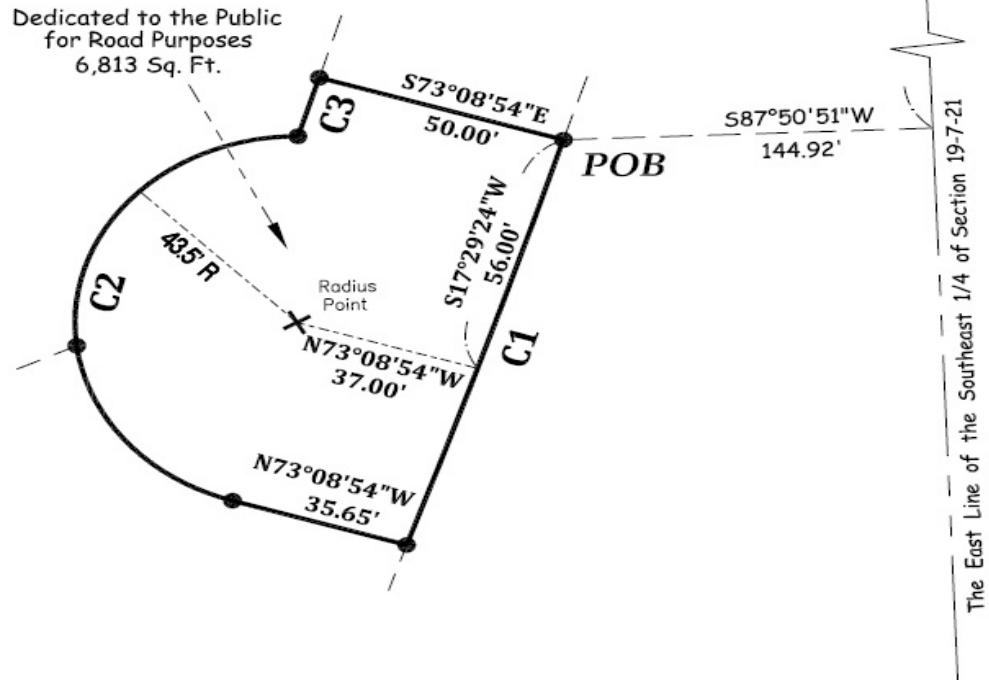 Dedicated to the Public
for Road Purposes
6,813 Sq. Ft.
C3
S73°08'54"E
50.00'
S87°50'51"W
144.92'
POB
S17°29'24"W
56.00'
43.5' R
C2
Radius
Point
C1
N73°08'54"W
37.00'
N73°08'54"W
35.65'
The East Line of the Southeast 1/4 of Section 19-7-21